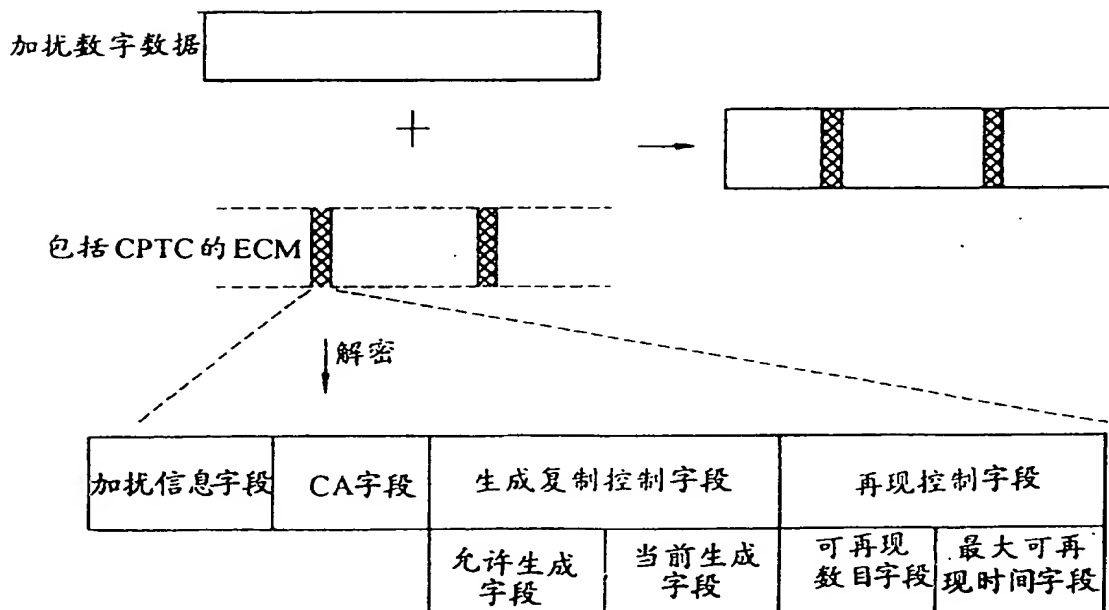 加扰数字数据
包括CPTC的ECM
解密
加扰信息字段 CA字段 生成复制控制字段 再现控制字段
允许生成
字段
当前生成
字段
可再现
数目字段
最大可再
现时间字段